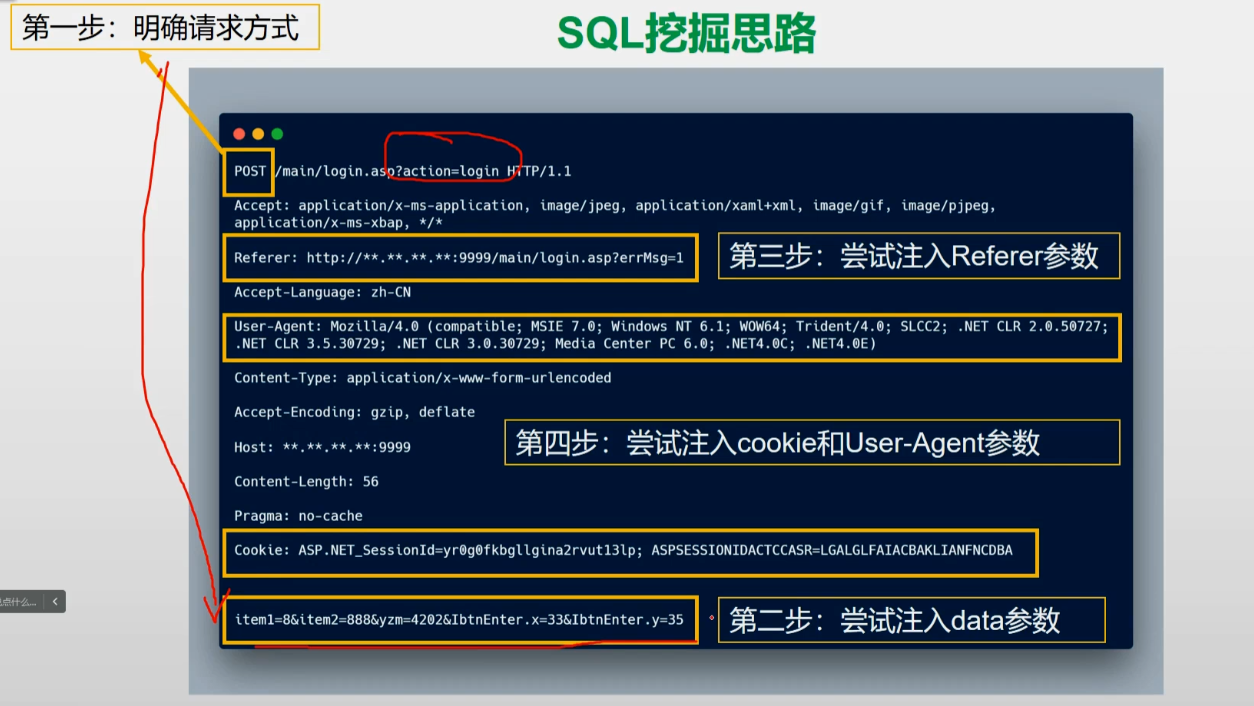 第一步：明确请求方式
SQL挖掘思路
POST /main/login.asp?action=login HTTP/1.1
Accept: application/x-ms-application, image/jpeg, application/xaml+xml, image/gif, image/pjpeg,
application/x-ms-xbap, */*
Referer: http://**.**.**.**:9999/main/login.asp?errMsg=1
第三步：尝试注入Referer参数
Accept-Language: zh-CN
User-Agent: Mozilla/4.0 (compatible; MSIE 7.0; Windows NT 6.1; WOW64; Trident/4.0; SLCC2; .NET CLR 2.0.50727;
.NET CLR 3.5.30729; .NET CLR 3.0.30729; Media Center PC 6.0; .NET4.0C; .NET4.0E)
Content-Type: application/x-www-form-urlencoded
Accept-Encoding: gzip, deflate
第四步：尝试注入cookie和User-Agent参数
Host: **.**.**.**:9999
Content-Length: 56
Pragma: no-cache
Cookie: ASP.NET_SessionId=yr0g0fkbgllgina2rvut13lp; ASPSESSIONIDACTCCASR=LGALGLFAIACBAKLIANFNCDBA
点什么...
item1=8&item2=888&yzm=4202&IbtnEnter.x=33&IbtnEnter.y=35
第二步：尝试注入data参数